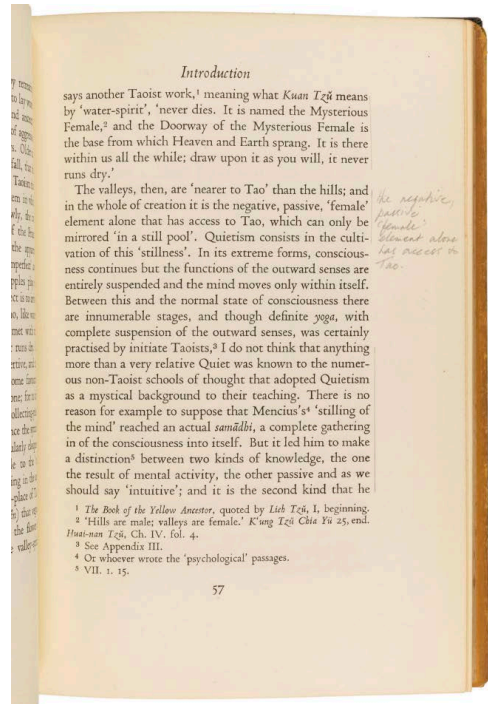 Introduction
says another Taoist work,¹ meaning what Kuan Tzŭ means
by 'water-spirit', 'never dies. It is named the Mysterious
Female,² and the Doorway of the Mysterious Female is
the base from which Heaven and Earth sprang. It is there
within us all the while; draw upon it as you will, it never
runs dry.'
The valleys, then, are 'nearer to Tao' than the hills; and
in the whole of creation it is the negative, passive, 'female'
element alone that has access to Tao, which can only be
mirrored 'in a still pool'. Quietism consists in the culti-
vation of this 'stillness'. In its extreme forms, conscious-
ness continues but the functions of the outward senses are
entirely suspended and the mind moves only within itself.
Between this and the normal state of consciousness there
are innumerable stages, and though definite yoga, with
complete suspension of the outward senses, was certainly
practised by initiate Taoists,³ I do not think that anything
more than a very relative Quiet was known to the numer-
ous non-Taoist schools of thought that adopted Quietism
as a mystical background to their teaching. There is no
reason for example to suppose that Mencius's⁴ 'stilling of
the mind' reached an actual samādhi, a complete gathering
in of the consciousness into itself. But it led him to make
a distinction⁵ between two kinds of knowledge, the one
the result of mental activity, the other passive and as we
should say 'intuitive'; and it is the second kind that he
¹ The Book of the Yellow Ancestor, quoted by Lieh Tzŭ, I, beginning.
² 'Hills are male; valleys are female.' K'ung Tzŭ Chia Yü 25, end.
Huai-nan Tzŭ, Ch. IV. fol. 4.
³ See Appendix III.
⁴ Or whoever wrote the 'psychological' passages.
⁵ VII. 1. 15.
57
the negative,
passive
'female'
element alone
has access to
Tao.